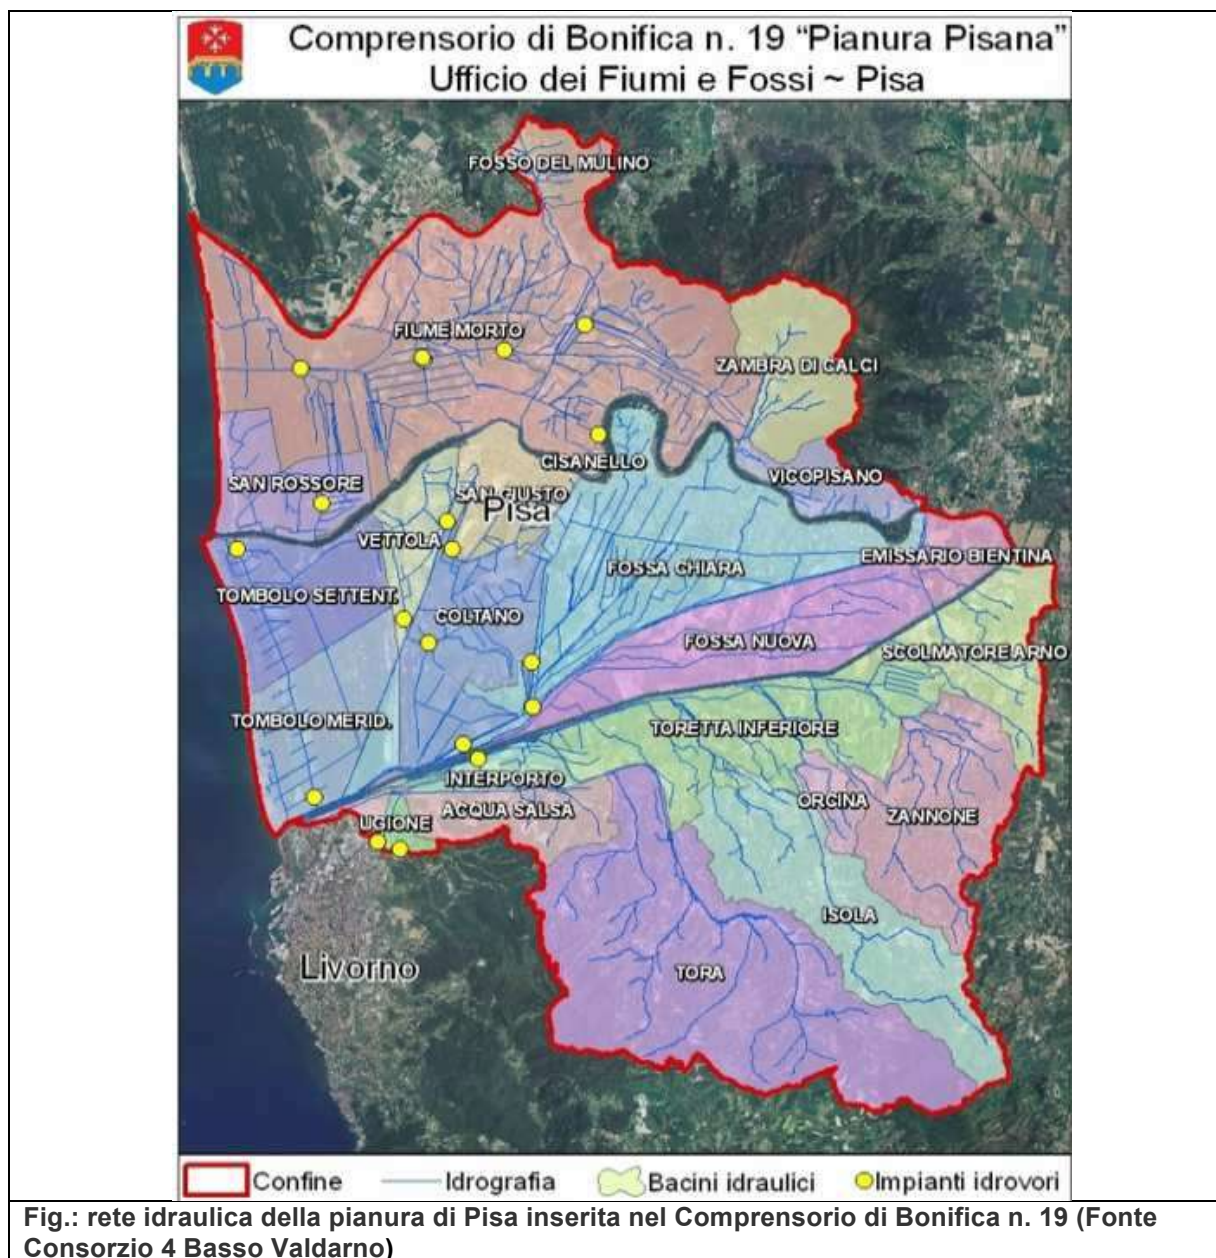 Comprensorio di Bonifica n. 19 “Pianura Pisana”
Ufficio dei Fiumi e Fossi ~ Pisa
FOSSO DEL MULINO
FIUME MORTO
ZAMBRA DI CALCI
CISANELLO
VICOPISANO
SAN ROSSORE
SAN GIUSTO
Pisa
VETTOLA
EMISSARIO BIENTINA
FOSSA CHIARA
TOMBOLO SETTENT.
COLTANO
FOSSA NUOVA
SCOLMATORE ARNO
TOMBOLO MERID.
TORETTA INFERIORE
INTERPORTO
ORCINA
ACQUA SALSA
ZANNONE
UGIONE
ISOLA
Livorno
TORA
Confine
Idrografia
Bacini idraulici
Impianti idrovori
Fig.: rete idraulica della pianura di Pisa inserita nel Comprensorio di Bonifica n. 19 (Fonte
Consorzio 4 Basso Valdarno)